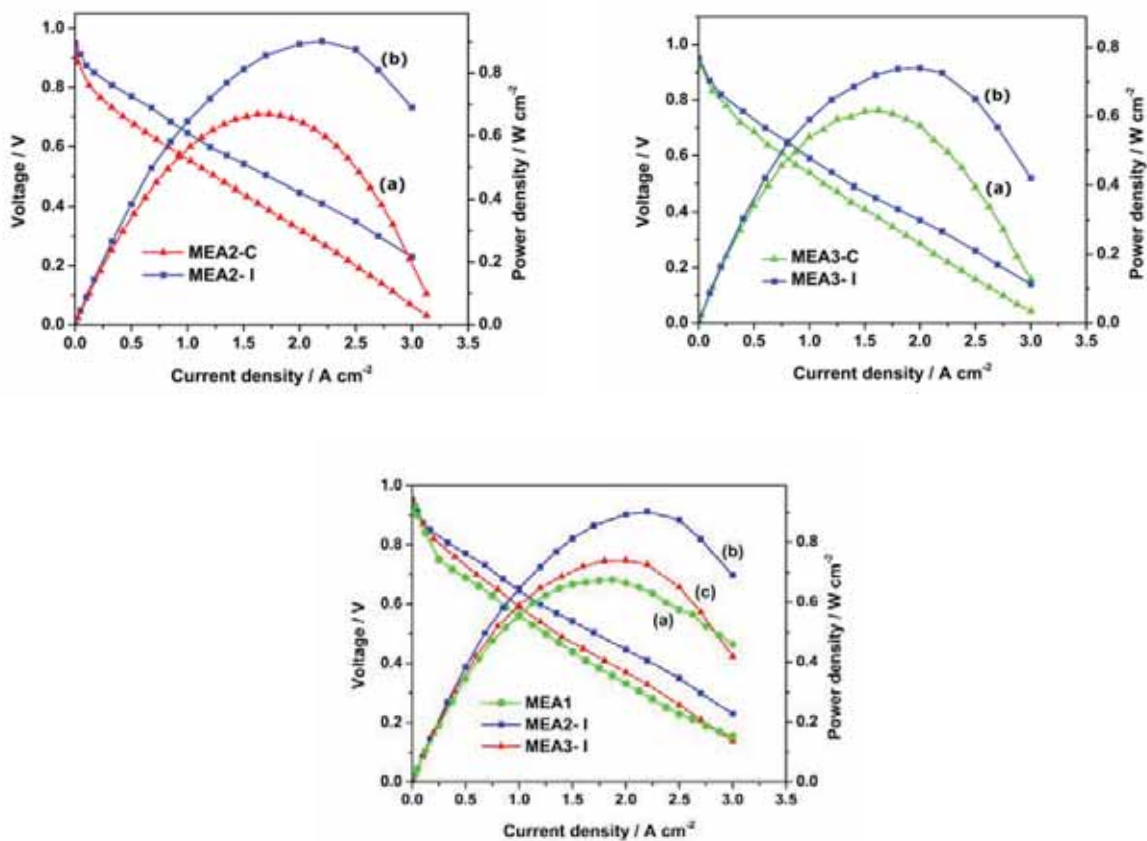 1.0
0.8
0.6
0.4
0.2
0.0
Voltage / V
0.0 0.5 1.0 1.5 2.0 2.5 3.0 3.5
Current density / A cm-2
0.8
0.6
0.4
0.2
0.0
Power density / W cm-2
(b)
(a)
MEA2-C
MEA2- I
1.0
0.8
0.6
0.4
0.2
0.0
Voltage / V
0.0 0.5 1.0 1.5 2.0 2.5 3.0 3.5
Current density / A cm-2
0.8
0.6
0.4
0.2
0.0
Power density / W cm-2
(b)
(a)
MEA3-C
MEA3- I
1.0
0.8
0.6
0.4
0.2
0.0
Voltage / V
0.0 0.5 1.0 1.5 2.0 2.5 3.0 3.5
Current density / A cm-2
0.8
0.6
0.4
0.2
0.0
Power density / W cm-2
(b)
(c)
(a)
MEA1
MEA2- I
MEA3- I